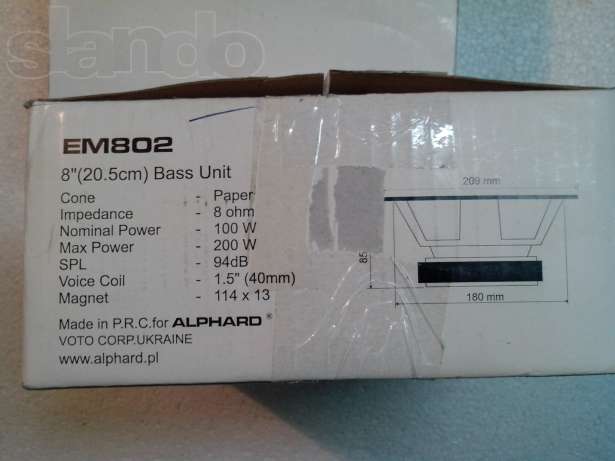 slando
EM802
8"(20.5cm) Bass Unit
Cone - Paper
Impedance - 8 ohm
Nominal Power - 100 W
Max Power - 200 W
SPL - 94dB
Voice Coil - 1.5" (40mm)
Magnet - 114 x 13
Made in P.R.C.for ALPHARD ®
VOTO CORP.UKRAINE
www.alphard.pl
209 mm
180 mm